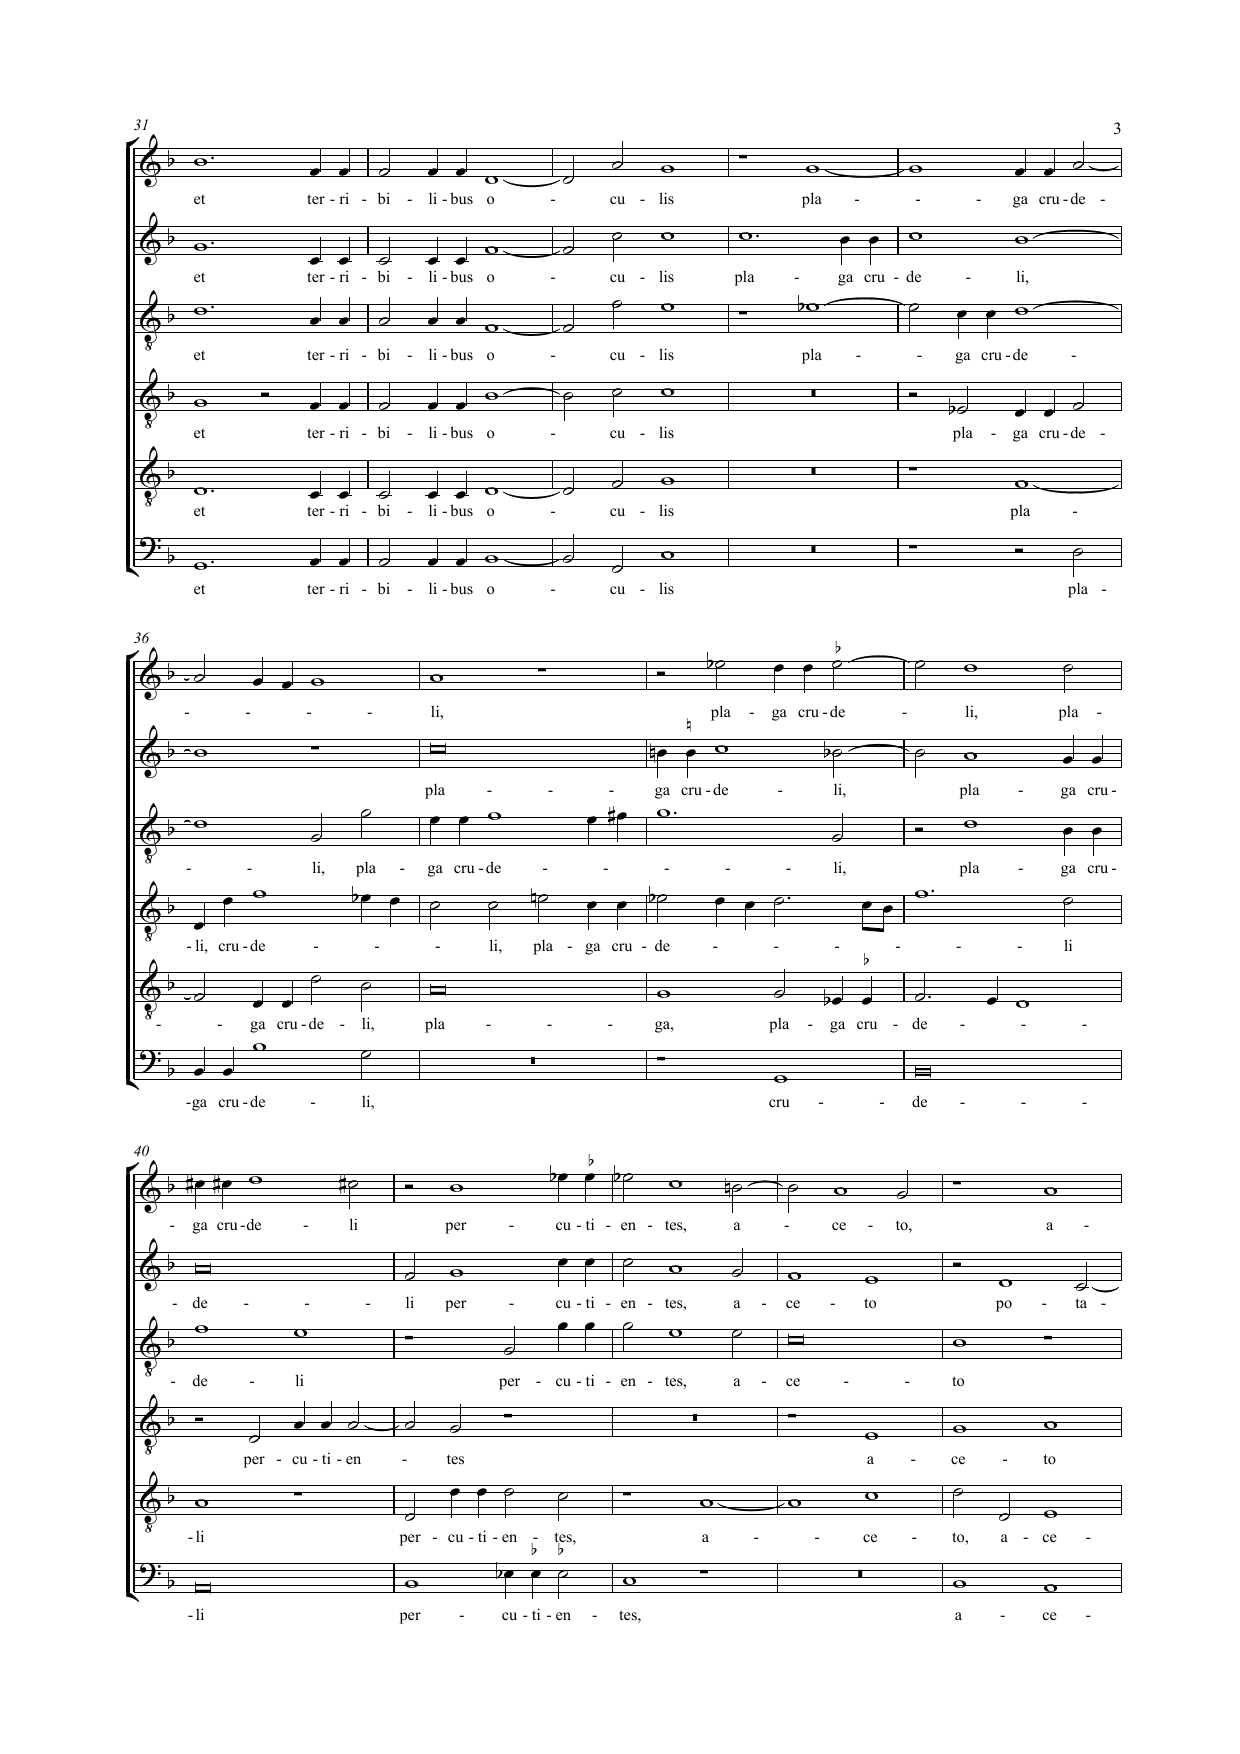 31
3
et ter - ri - bi - li - bus o - cu - lis pla - - - ga cru - de -
et ter - ri - bi - li - bus o - cu - lis pla - ga cru - de - li,
et ter - ri - bi - li - bus o - cu - lis pla - - ga cru - de -
et ter - ri - bi - li - bus o - cu - lis pla - ga cru - de -
et ter - ri - bi - li - bus o - cu - lis pla -
et ter - ri - bi - li - bus o - cu - lis pla -
36
- - - - li, pla - ga cru - de - li, pla -
pla - - - ga cru - de - li, pla - ga cru -
- - li, pla - ga cru - de - - - - li, pla - ga cru -
- li, cru - de - - - li, pla - ga cru - de - - - - - - li
- - ga cru - de - li, pla - - - ga, pla - ga cru - de - - -
- ga cru - de - li, cru - - de - - -
40
- ga cru - de - li per - cu - ti - en - tes, a - ce - to, a -
- de - - - li per - cu - ti - en - tes, a - ce - to po - ta -
- de - li per - cu - ti - en - tes, a - ce - - to
per - cu - ti - en - tes a - ce - to
- li per - cu - ti - en - tes, a - - ce - to, a - ce -
- li per - cu - ti - en - tes, a - ce -